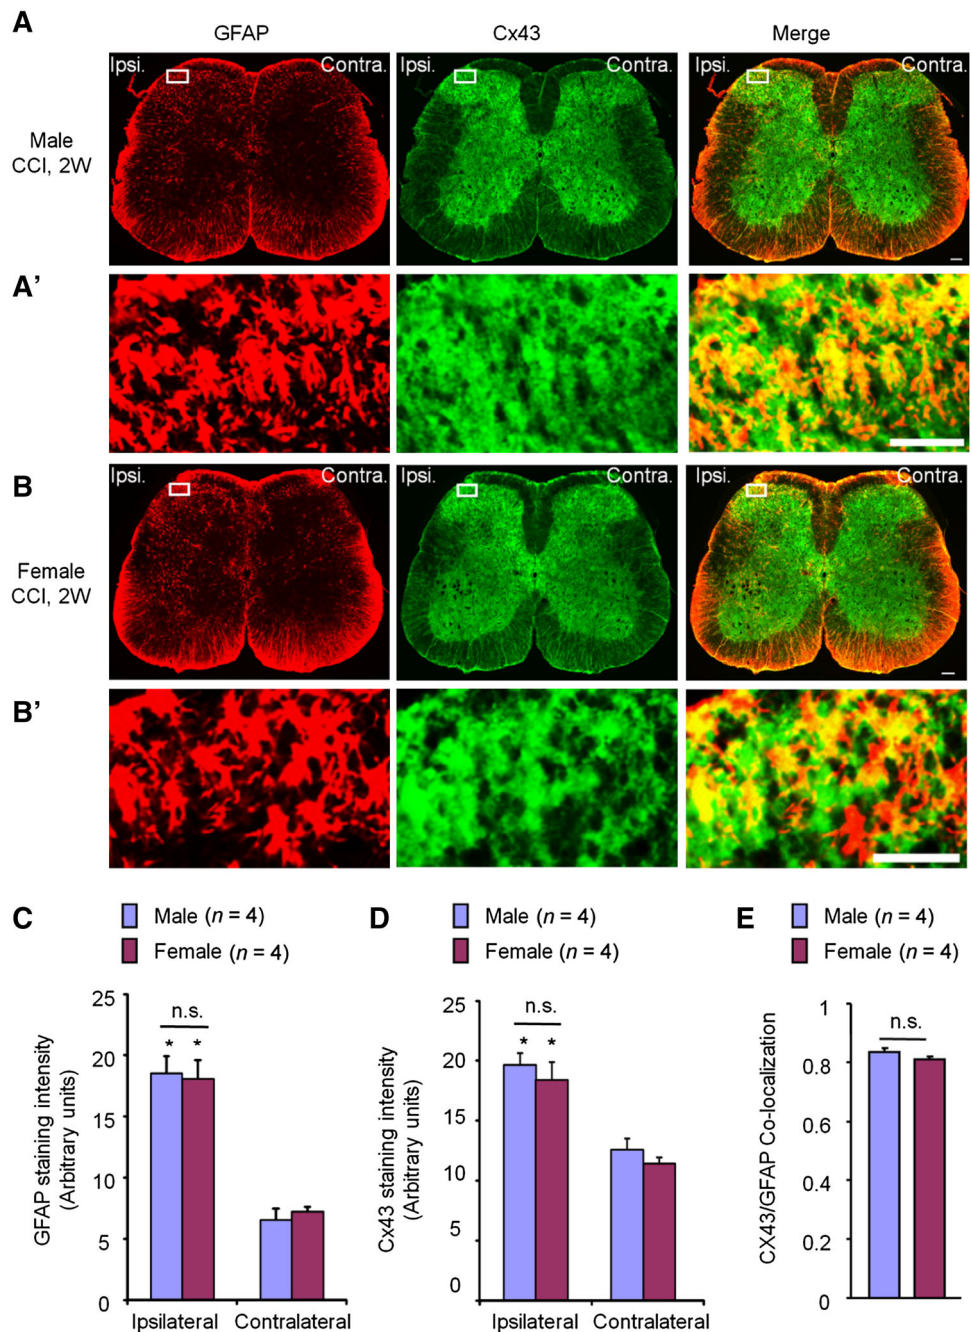 A
GFAP
Cx43
Merge
Male
CCI, 2W
Ipsi.
Contra.
Ipsi.
Contra.
Ipsi.
Contra.
A’
B
Female
CCI, 2W
Ipsi.
Contra.
Ipsi.
Contra.
Ipsi.
Contra.
B’
C
Male (n = 4)
Female (n = 4)
GFAP staining intensity
(Arbitrary units)
25
20
15
10
5
0
n.s.
* *
Ipsilateral
Contralateral
D
Male (n = 4)
Female (n = 4)
Cx43 staining intensity
(Arbitrary units)
25
20
15
10
5
0
n.s.
* *
Ipsilateral
Contralateral
E
Male (n = 4)
Female (n = 4)
CX43/GFAP Co-localization
1
0.8
0.6
0.4
0.2
0
n.s.